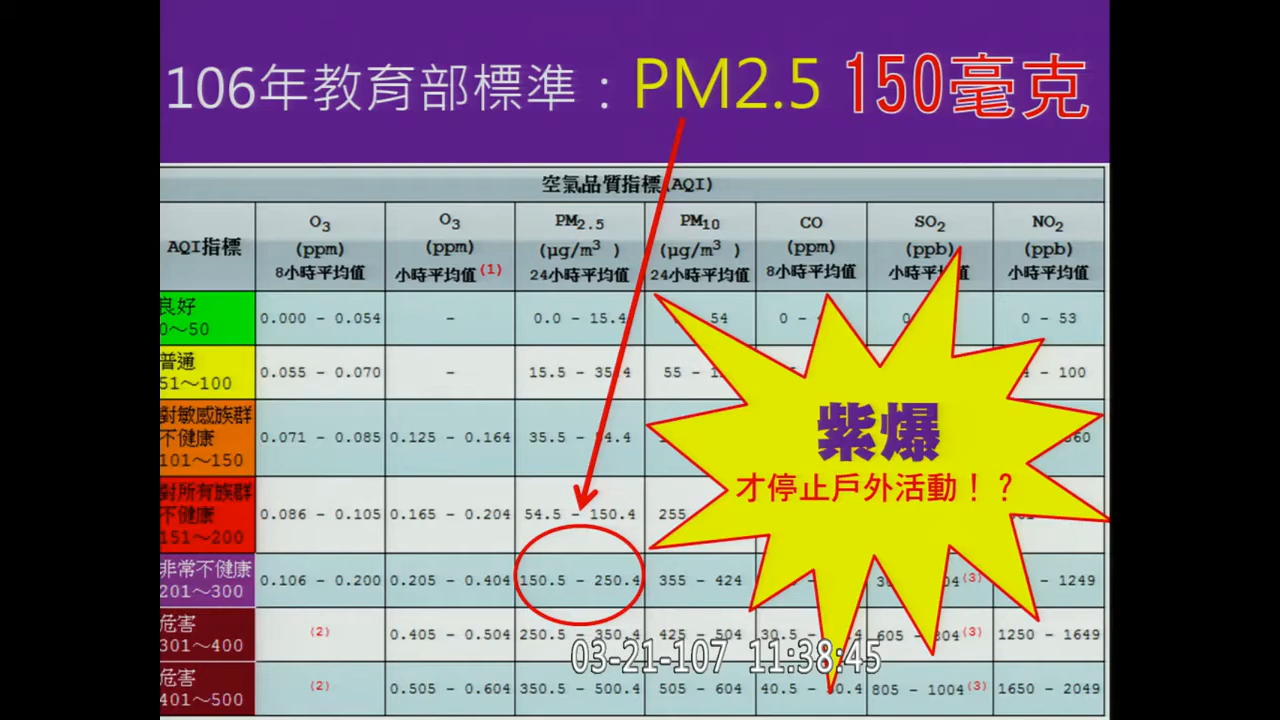 106年教育部標準：PM2.5 150毫克
空氣品質指標(AQI)
AQI指標 O3 (ppm) 8小時平均值 O3 (ppm) 小時平均值(1) PM2.5 (μg/m3 ) 24小時平均值 PM10 (μg/m3 ) 24小時平均值 CO (ppm) 8小時平均值 SO2 (ppb) 小時平均值 NO2 (ppb) 小時平均值
良好 0～50 0.000 - 0.054 - 0.0 - 15.4 54 0 - 0 - 53
普通 51～100 0.055 - 0.070 - 15.5 - 35.4 55 - - 100
對敏感族群不健康 101～150 0.071 - 0.085 0.125 - 0.164 35.5 -
對所有族群不健康 151～200 0.086 - 0.105 0.165 - 0.204 54.5 - 150.4 255
非常不健康 201～300 0.106 - 0.200 0.205 - 0.404 150.5 - 250.4 355 - 424 (3) - 1249
危害 301～400 (2) 0.405 - 0.504 250.5 - 350.4 425 - 504 30.5 - 605 - 804(3) 1250 - 1649
危害 401～500 (2) 0.505 - 0.604 350.5 - 500.4 505 - 604 40.5 - 805 - 1004(3) 1650 - 2049
紫爆
才停止戶外活動！？
03-21-107 11:38:45